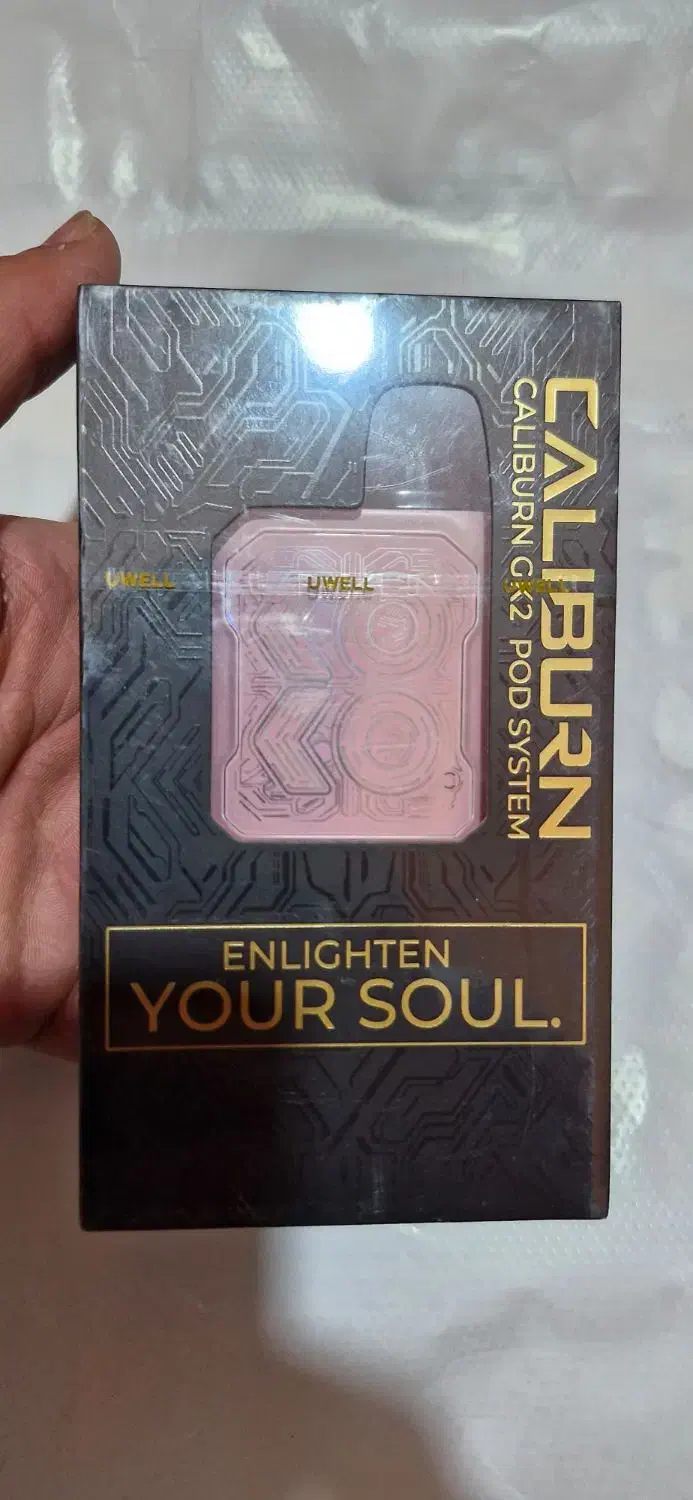 UWELL UWELL UWELL
CALIBURN
CALIBURN GK2 POD SYSTEM
ENLIGHTEN
YOUR SOUL.